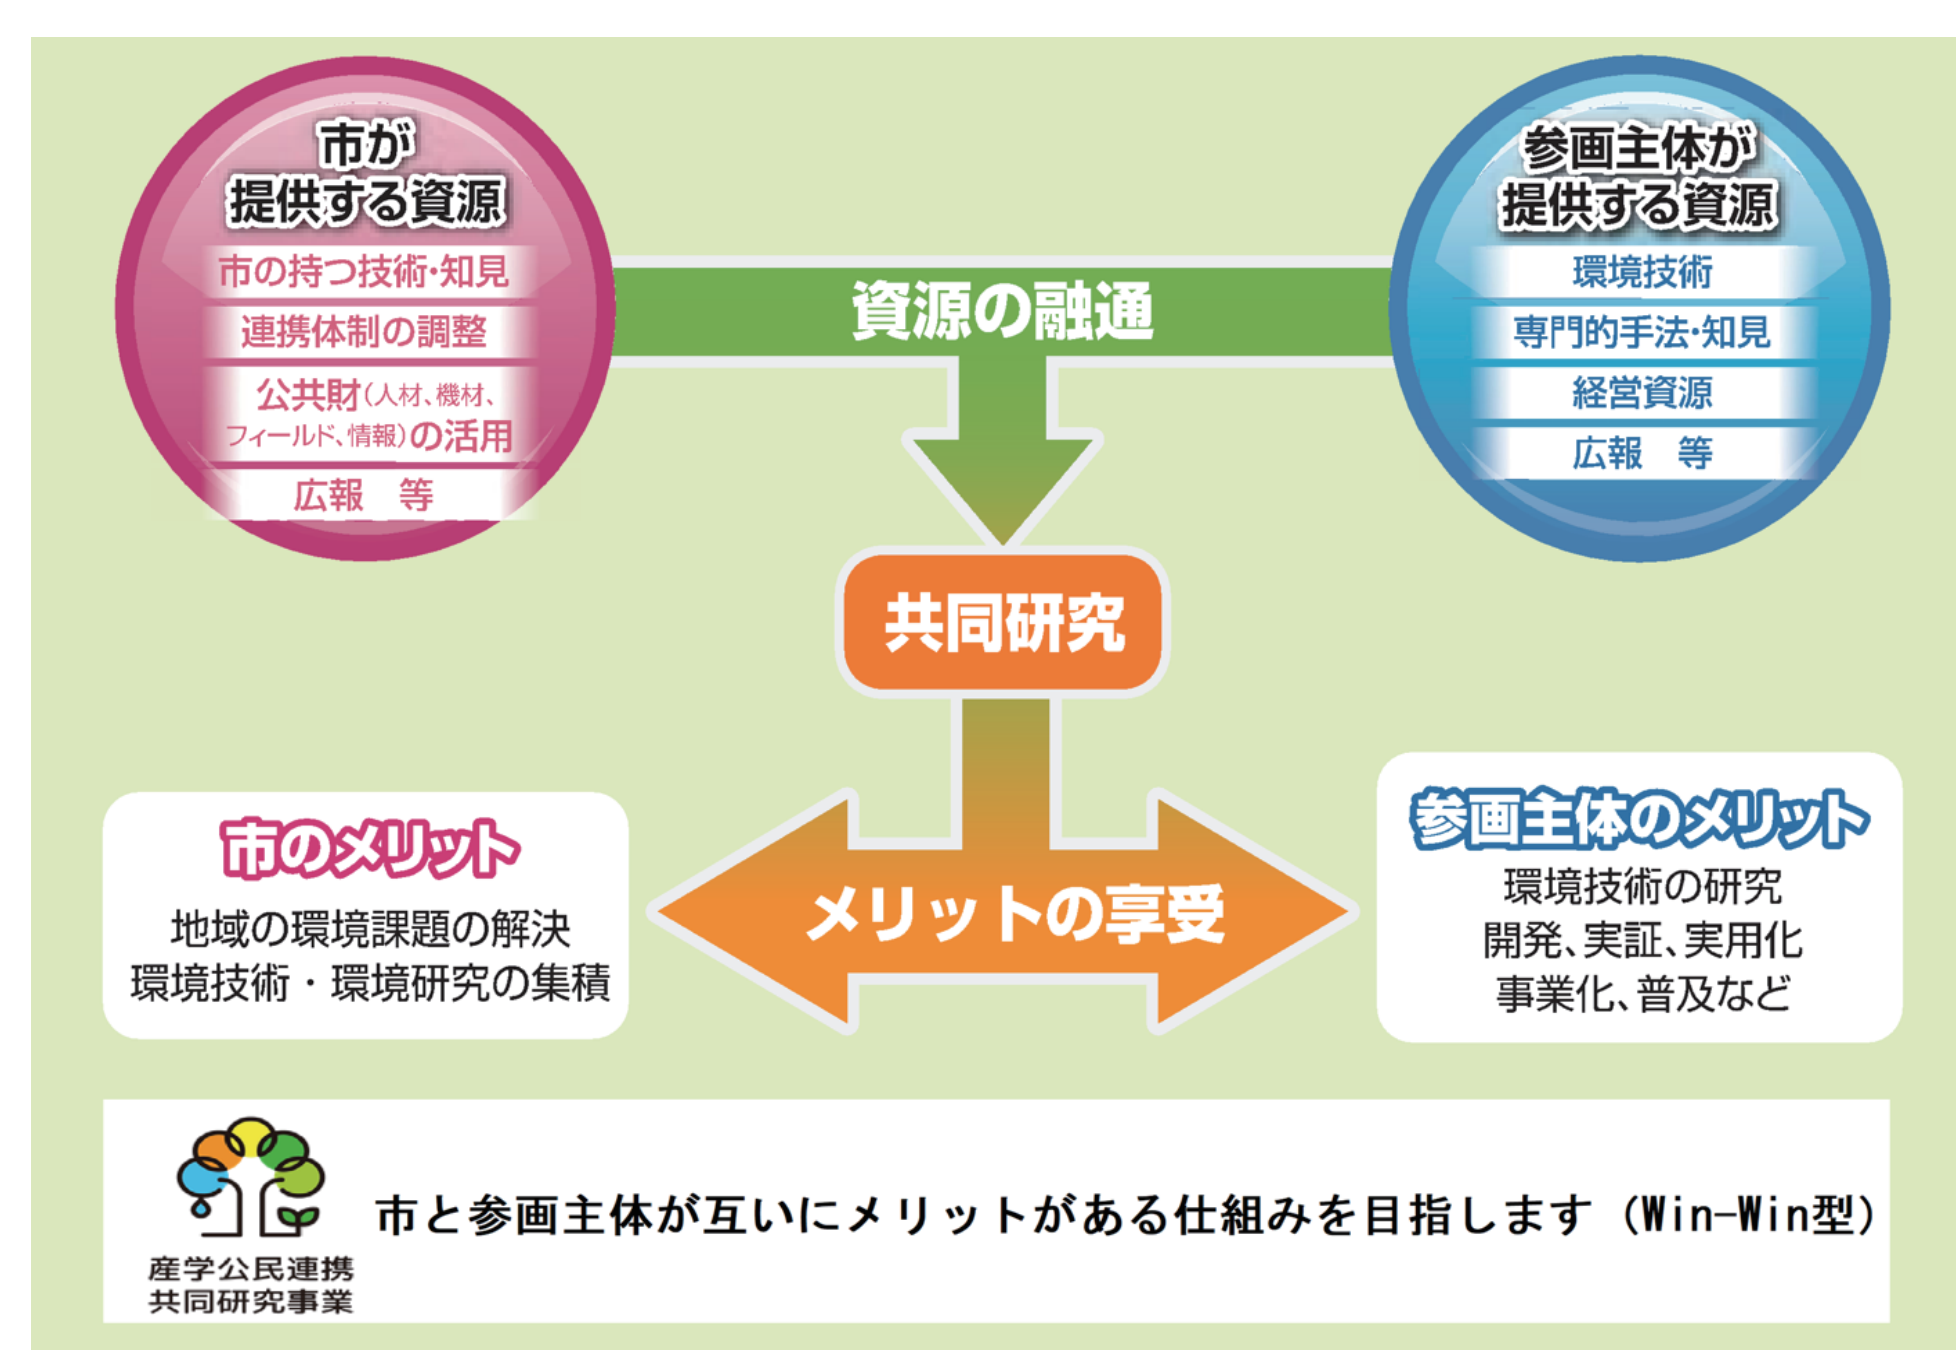 市が
提供する資源
市の持つ技術・知見
連携体制の調整
公共財(人材、機材、
フィールド、情報)の活用
広報　等
資源の融通
参画主体が
提供する資源
環境技術
専門的手法・知見
経営資源
広報　等
共同研究
市のメリット
地域の環境課題の解決
環境技術・環境研究の集積
メリットの享受
参画主体のメリット
環境技術の研究
開発、実証、実用化
事業化、普及など
産学公民連携
共同研究事業
市と参画主体が互いにメリットがある仕組みを目指します（Win-Win型）